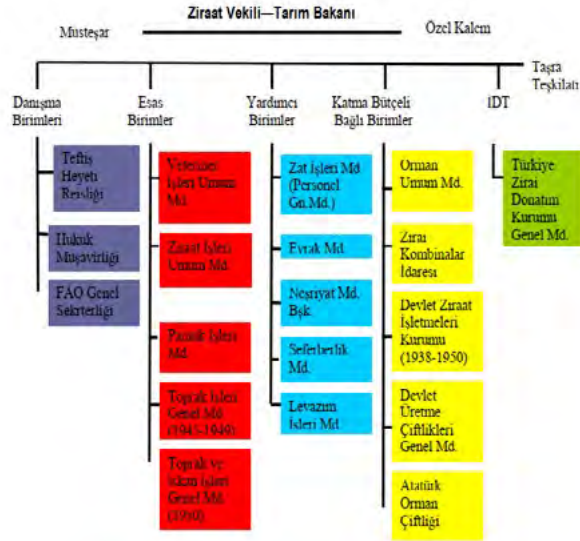 Ziraat Vekili—Tarım Bakanı
Müsteşar
Özel Kalem
Taşra
Teşkilatı
Danışma
Birimleri
Esas
Birimler
Yardımcı
Birimler
Katma Bütçeli
Bağlı Birimler
IDT
Teftiş
Heyeti
Reisliği
Hukuk
Müşavirliği
FAO Genel
Sekrterliği
Veteriner
İşleri Umum
Md.
Ziraat İşleri
Umum Md.
Pamuk İşleri
Md.
Toprak İşleri
Genel Md
(1945-1949)
Toprak ve
İskan İşleri
Genel Md.
(1950)
Zat İşleri Md
(Personel
Gn.Md.)
Evrak Md.
Neşriyat Md.
Bşk.
Seferberlik
Md.
Levazım
İşleri Md.
Orman
Umum Md.
Zirai
Kombinalar
İdaresi
Devlet Ziraat
İşletmeleri
Kurumu
(1938-1950)
Devlet
Üretme
Çiftlikleri
Genel Md.
Atatürk
Orman
Çiftliği
Türkiye
Zirai
Donatım
Kurumu
Genel Md.